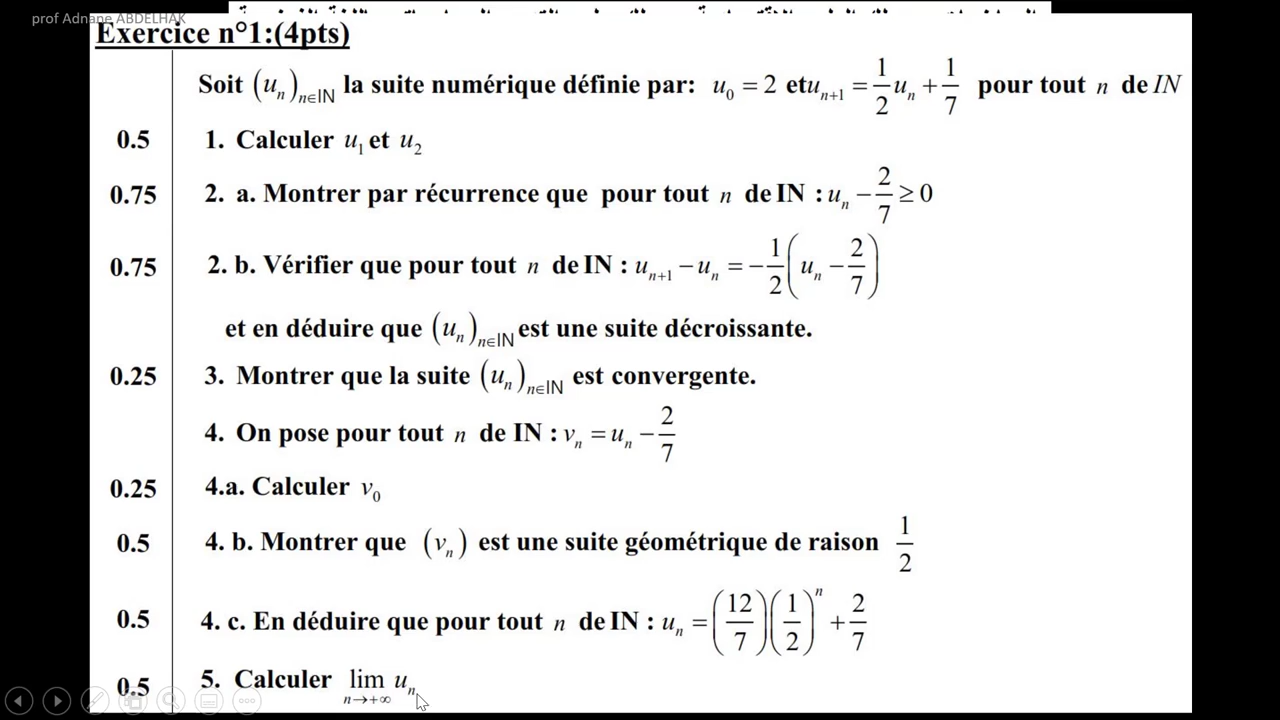 prof Adnane ABDELHAK
Exercice n°1:(4pts)
Soit (u_n)_{n∈IN} la suite numérique définie par: u_0 = 2 et u_{n+1} = 1/2 u_n + 1/7 pour tout n de IN
0.5 1. Calculer u_1 et u_2
0.75 2. a. Montrer par récurrence que pour tout n de IN : u_n − 2/7 ≥ 0
0.75 2. b. Vérifier que pour tout n de IN : u_{n+1} − u_n = −1/2 (u_n − 2/7)
et en déduire que (u_n)_{n∈IN} est une suite décroissante.
0.25 3. Montrer que la suite (u_n)_{n∈IN} est convergente.
4. On pose pour tout n de IN : v_n = u_n − 2/7
0.25 4.a. Calculer v_0
0.5 4. b. Montrer que (v_n) est une suite géométrique de raison 1/2
0.5 4. c. En déduire que pour tout n de IN : u_n = (12/7)(1/2)^n + 2/7
0.5 5. Calculer lim_{n→+∞} u_n